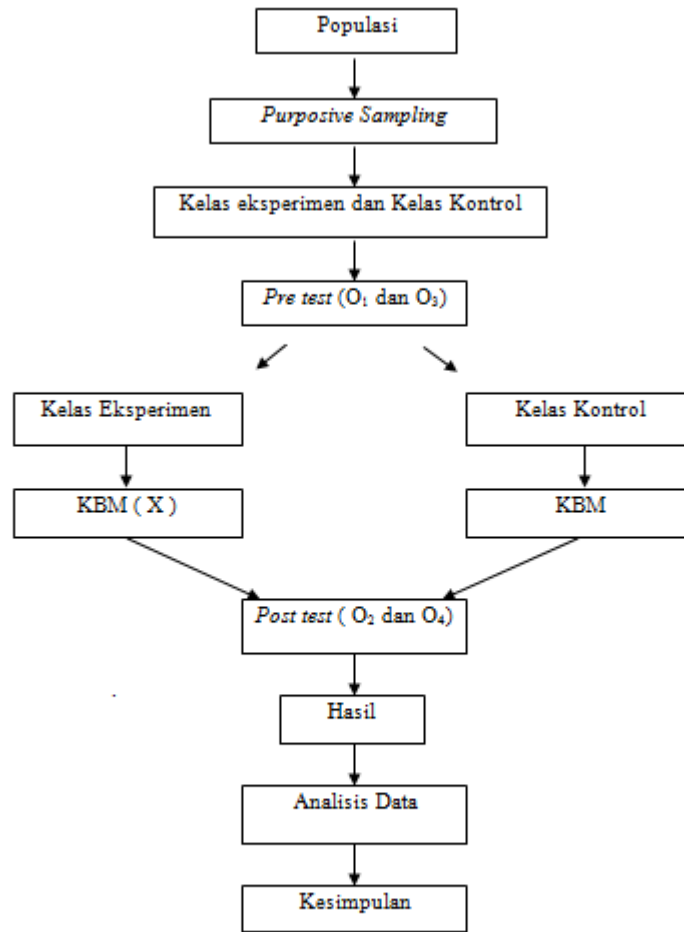 Populasi
Purposive Sampling
Kelas eksperimen dan Kelas Kontrol
Pre test (O₁ dan O₃)
Kelas Eksperimen
Kelas Kontrol
KBM ( X )
KBM
Post test ( O₂ dan O₄)
Hasil
Analisis Data
Kesimpulan